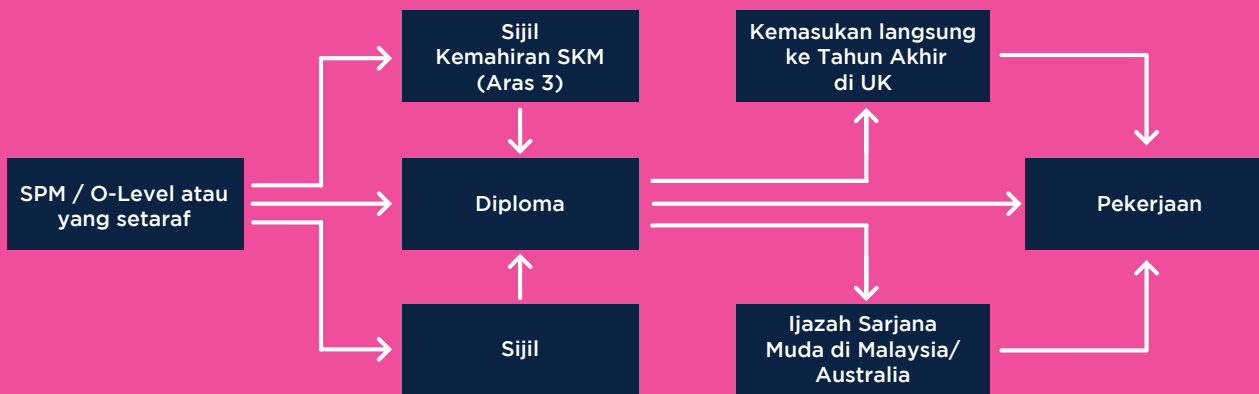 SPM / O-Level atau
yang setaraf
Sijil
Kemahiran SKM
(Aras 3)
Diploma
Sijil
Kemasukan langsung
ke Tahun Akhir
di UK
Ijazah Sarjana
Muda di Malaysia/
Australia
Pekerjaan